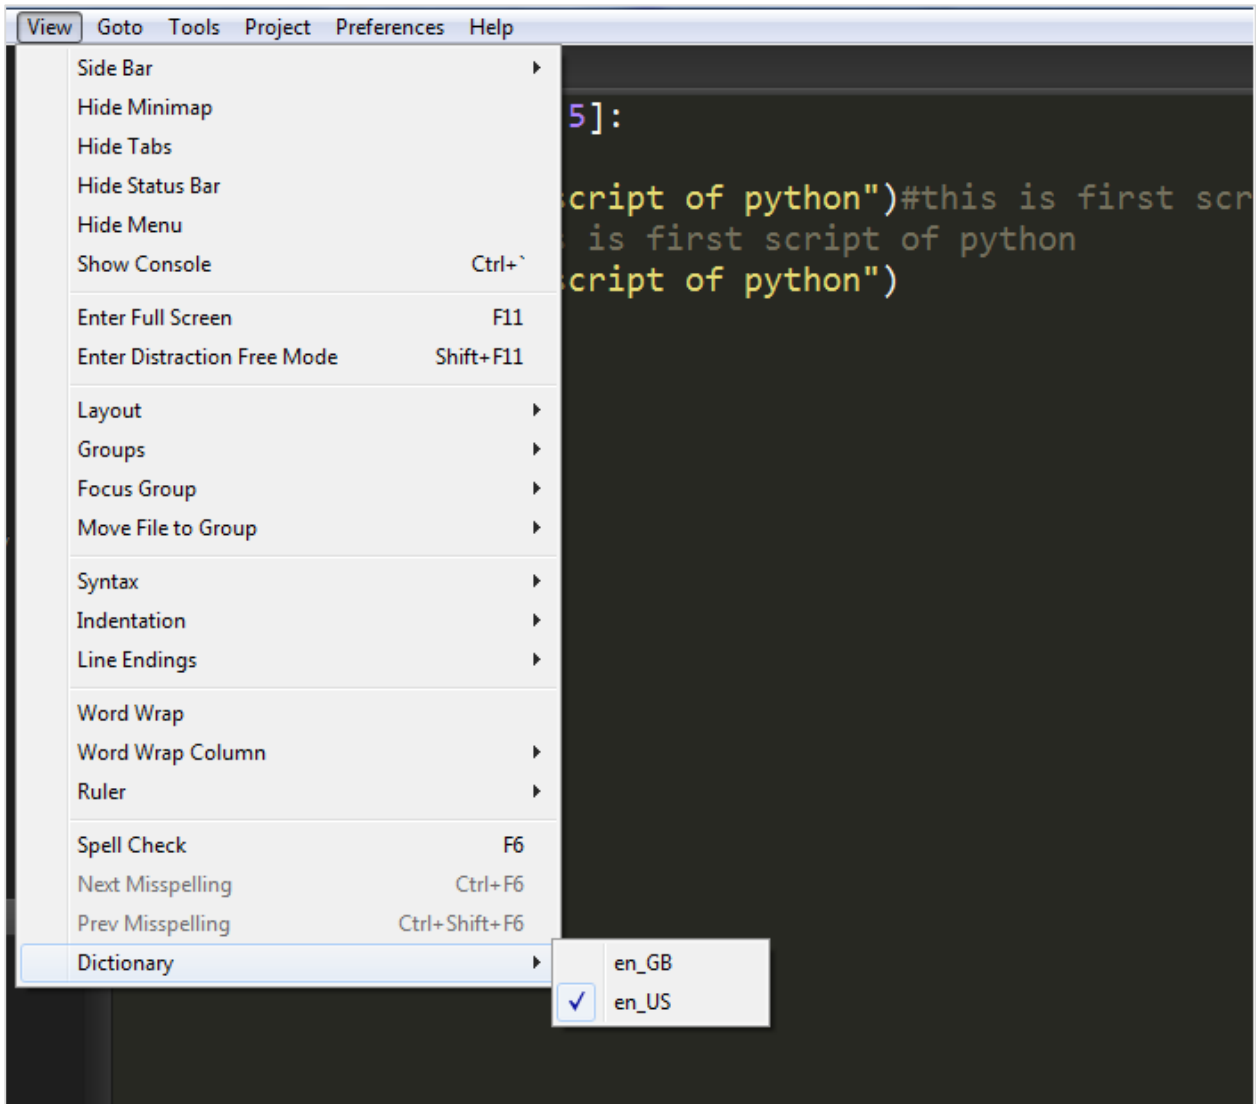 View Goto Tools Project Preferences Help
Side Bar
Hide Minimap
Hide Tabs
Hide Status Bar
Hide Menu
Show Console Ctrl+`
Enter Full Screen F11
Enter Distraction Free Mode Shift+F11
Layout
Groups
Focus Group
Move File to Group
Syntax
Indentation
Line Endings
Word Wrap
Word Wrap Column
Ruler
Spell Check F6
Next Misspelling Ctrl+F6
Prev Misspelling Ctrl+Shift+F6
Dictionary
en_GB
en_US
5]:
cript of python")#this is first scr
is first script of python
cript of python")